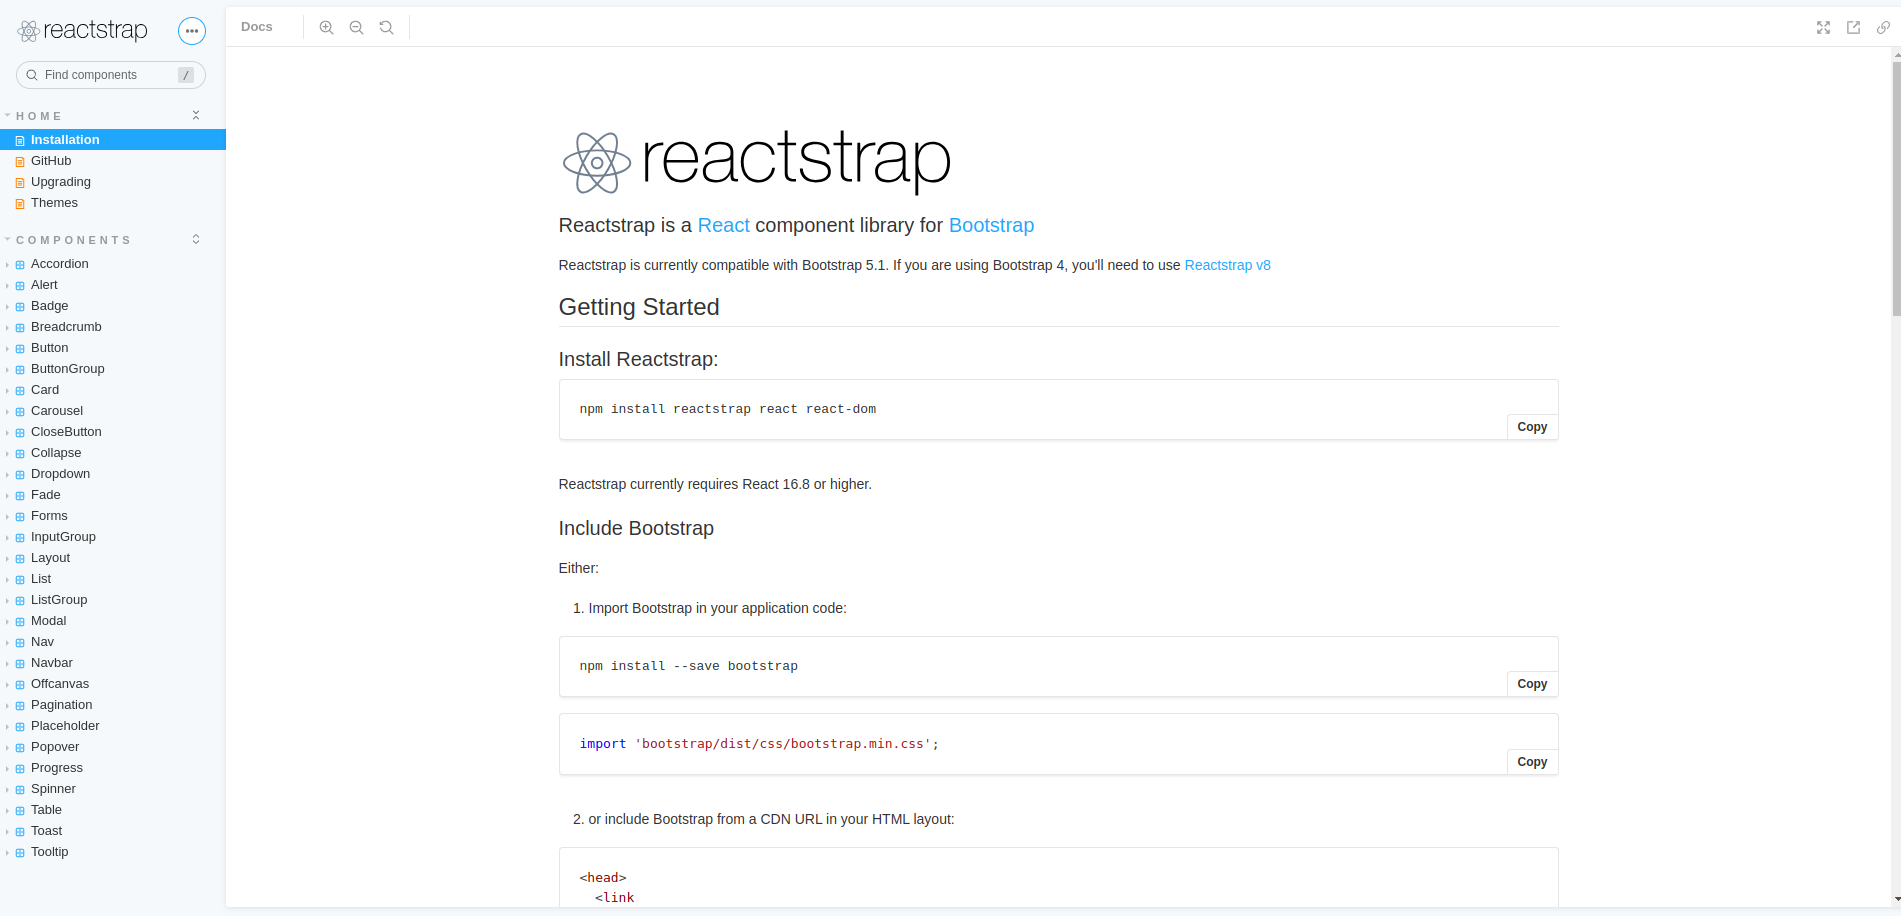 reactstrap
Find components
/
HOME
Installation
GitHub
Upgrading
Themes
COMPONENTS
Accordion
Alert
Badge
Breadcrumb
Button
ButtonGroup
Card
Carousel
CloseButton
Collapse
Dropdown
Fade
Forms
InputGroup
Layout
List
ListGroup
Modal
Nav
Navbar
Offcanvas
Pagination
Placeholder
Popover
Progress
Spinner
Table
Toast
Tooltip
Docs
reactstrap
Reactstrap is a React component library for Bootstrap
Reactstrap is currently compatible with Bootstrap 5.1. If you are using Bootstrap 4, you'll need to use Reactstrap v8
Getting Started
Install Reactstrap:
npm install reactstrap react react-dom
Copy
Reactstrap currently requires React 16.8 or higher.
Include Bootstrap
Either:
1. Import Bootstrap in your application code:
npm install --save bootstrap
Copy
import 'bootstrap/dist/css/bootstrap.min.css';
Copy
2. or include Bootstrap from a CDN URL in your HTML layout:
<head>
<link